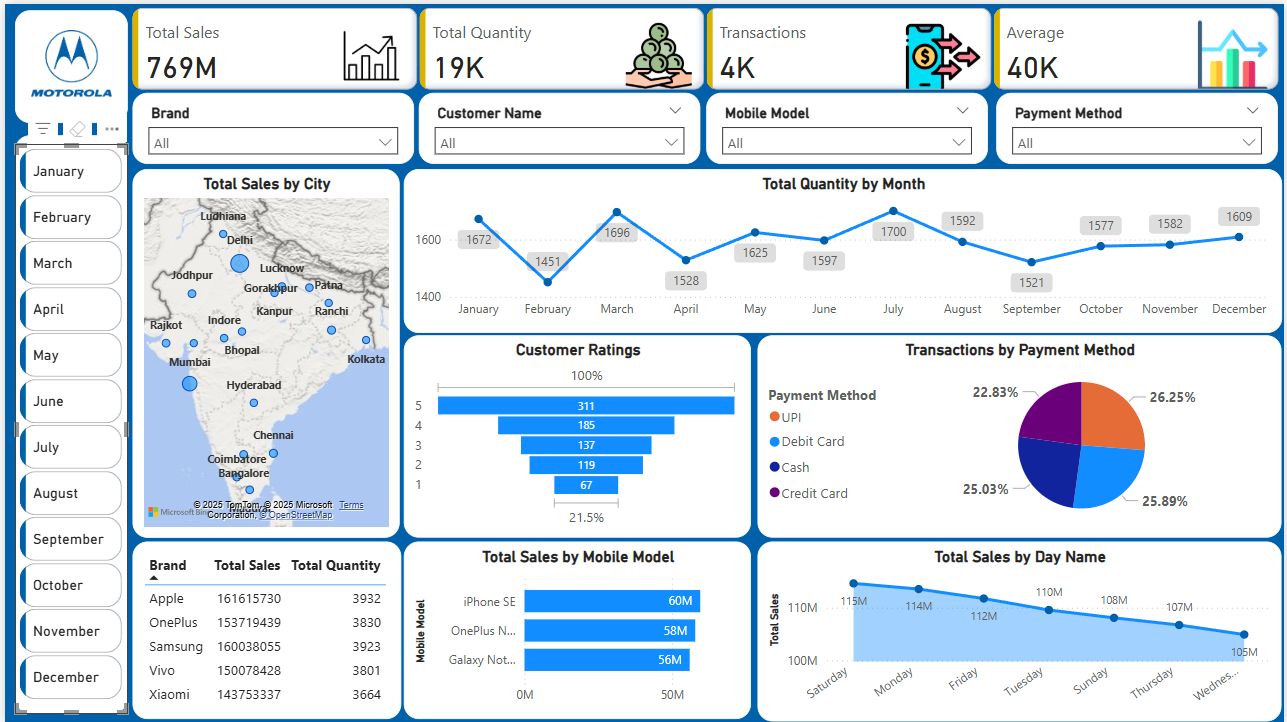 MOTOROLA
Total Sales
769M
Total Quantity
19K
Transactions
4K
Average
40K
Brand
All
Customer Name
All
Mobile Model
All
Payment Method
All
January
February
March
April
May
June
July
August
September
October
November
December
Total Sales by City
Ludhiana
Delhi
Jodhpur
Lucknow
Gorakhpur
Patna
Kanpur
Ranchi
Rajkot
Indore
Bhopal
Mumbai
Kolkata
Hyderabad
Chennai
Coimbatore
Bangalore
Microsoft Bing
© 2025 TomTom, © 2025 Microsoft Corporation, © OpenStreetMap Terms
Total Quantity by Month
1600
1400
1672
1451
1696
1528
1625
1597
1700
1592
1521
1577
1582
1609
January February March April May June July August September October November December
Customer Ratings
100%
5 311
4 185
3 137
2 119
1 67
21.5%
Transactions by Payment Method
Payment Method
UPI
Debit Card
Cash
Credit Card
22.83%
26.25%
25.03%
25.89%
Brand Total Sales Total Quantity
Apple 161615730 3932
OnePlus 153719439 3830
Samsung 160038055 3923
Vivo 150078428 3801
Xiaomi 143753337 3664
Total Sales by Mobile Model
Mobile Model
iPhone SE 60M
OnePlus N... 58M
Galaxy Not... 56M
0M 50M
Total Sales by Day Name
Total Sales
110M
100M
115M
114M
112M
110M
108M
107M
105M
Saturday Monday Friday Tuesday Sunday Thursday Wednes...